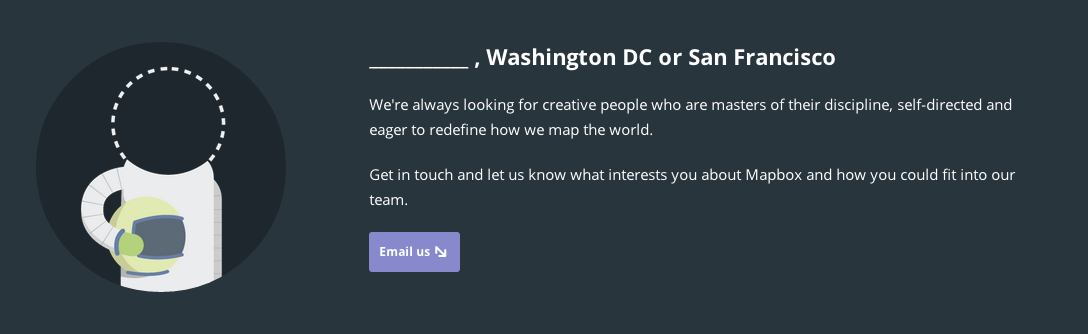 ___________ , Washington DC or San Francisco
We're always looking for creative people who are masters of their discipline, self-directed and
eager to redefine how we map the world.
Get in touch and let us know what interests you about Mapbox and how you could fit into our
team.
Email us